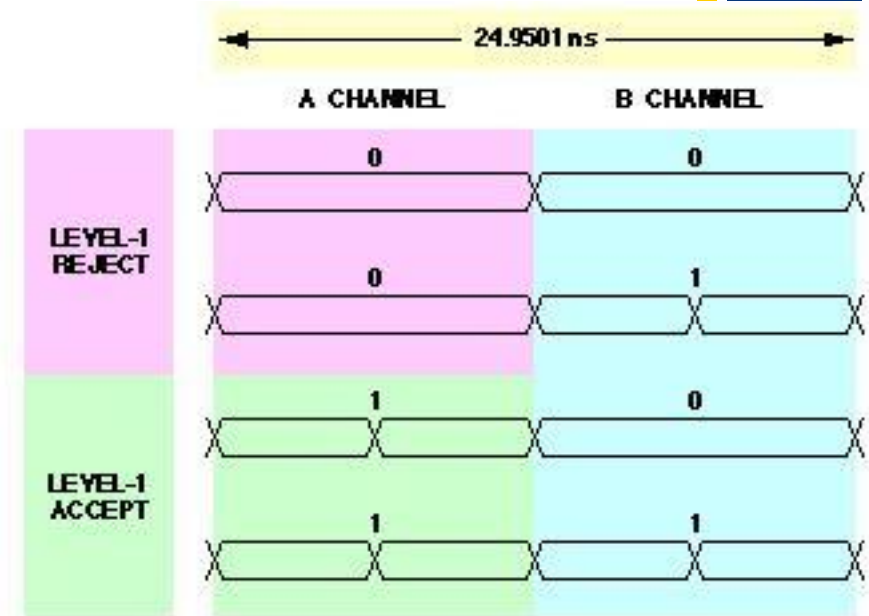 24.9501 ns
A CHANNEL B CHANNEL
0 0
LEVEL-1
REJECT
0 1
1 0
LEVEL-1
ACCEPT
1 1